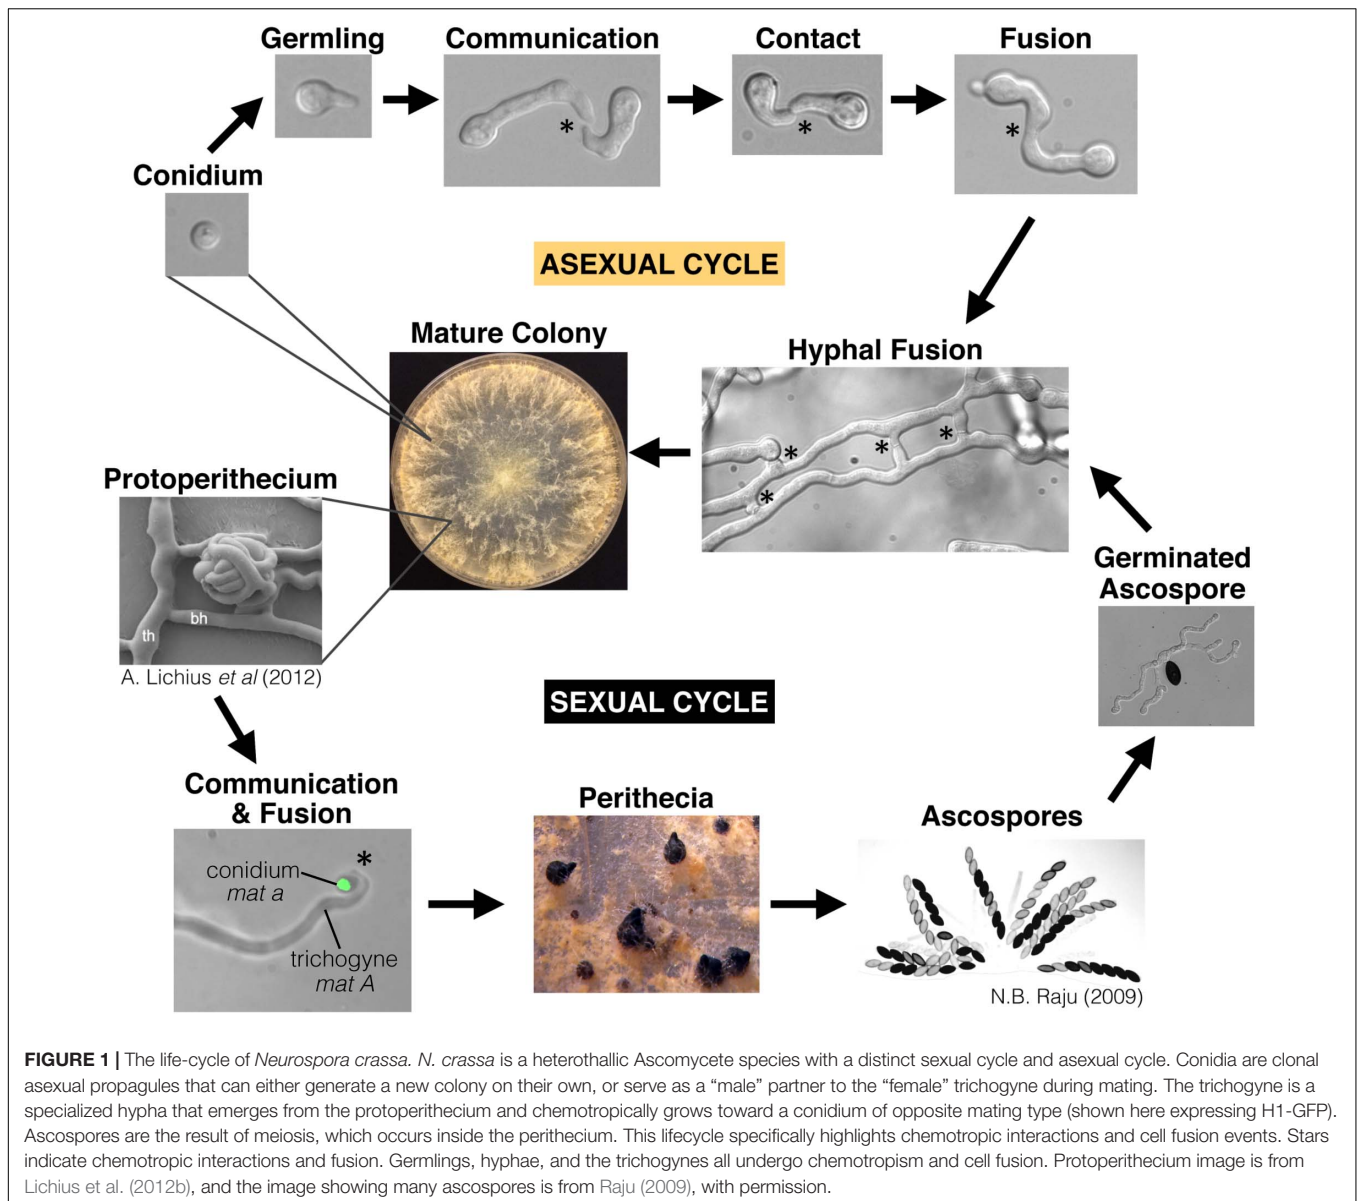 Germling
Communication
Contact
Fusion
*
*
*
Conidium
ASEXUAL CYCLE
Mature Colony
Hyphal Fusion
*
*
*
*
Protoperithecium
th
bh
A. Lichius et al (2012)
Germinated
Ascospore
SEXUAL CYCLE
Communication
& Fusion
*
conidium
mat a
trichogyne
mat A
Perithecia
Ascospores
N.B. Raju (2009)
FIGURE 1 | The life-cycle of Neurospora crassa. N. crassa is a heterothallic Ascomycete species with a distinct sexual cycle and asexual cycle. Conidia are clonal
asexual propagules that can either generate a new colony on their own, or serve as a “male” partner to the “female” trichogyne during mating. The trichogyne is a
specialized hypha that emerges from the protoperithecium and chemotropically grows toward a conidium of opposite mating type (shown here expressing H1-GFP).
Ascospores are the result of meiosis, which occurs inside the perithecium. This lifecycle specifically highlights chemotropic interactions and cell fusion events. Stars
indicate chemotropic interactions and fusion. Germlings, hyphae, and the trichogynes all undergo chemotropism and cell fusion. Protoperithecium image is from
Lichius et al. (2012b), and the image showing many ascospores is from Raju (2009), with permission.